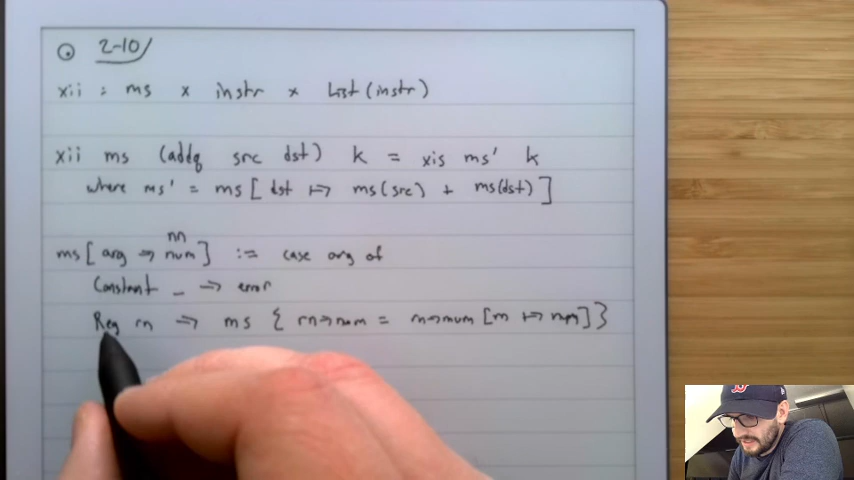 ⊙ 2-10/
xii : ms x instr x List (instr)
xii ms (addq src dst) k = xis ms' k
where ms' = ms [ dst ↦ ms(src) + ms(dst) ]
nn
ms [ arg → num ] := case arg of
Constant _ → error
Reg rn → ms { rn→num = rn→num [ rn ↦ num ] }
B